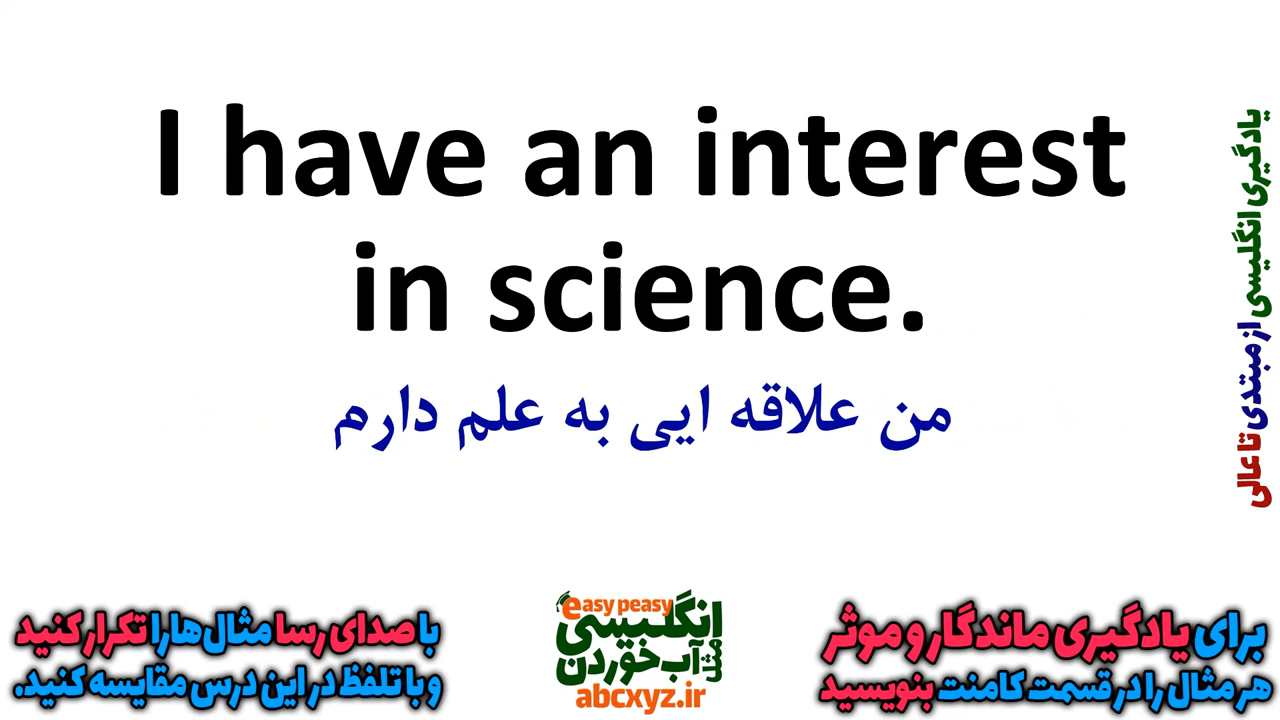 I have an interest
in science.
من علاقه ایی به علم دارم
یادگیری انگلیسی از مبتدی تا عالی
برای یادگیری ماندگار و موثر
هر مثال را در قسمت کامنت بنویسید
easy peasy
انگلیسی
مثل آب خوردن
abcxyz.ir
با صدای رسا مثال‌ها را تکرار کنید
و با تلفظ در این درس مقایسه کنید.